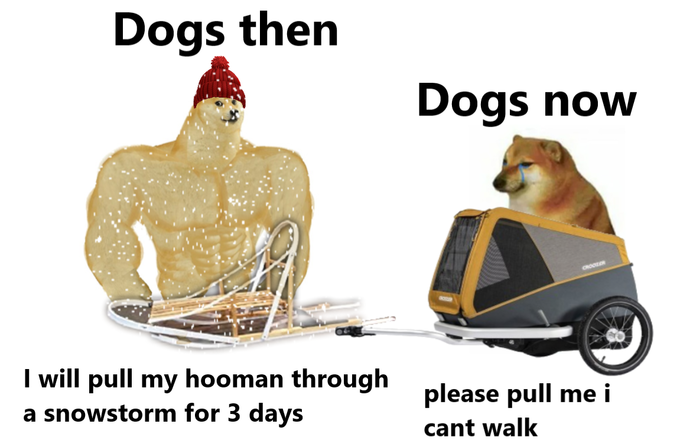 Dogs then
Dogs now
I will pull my hooman through
a snowstorm for 3 days
please pull me i
cant walk